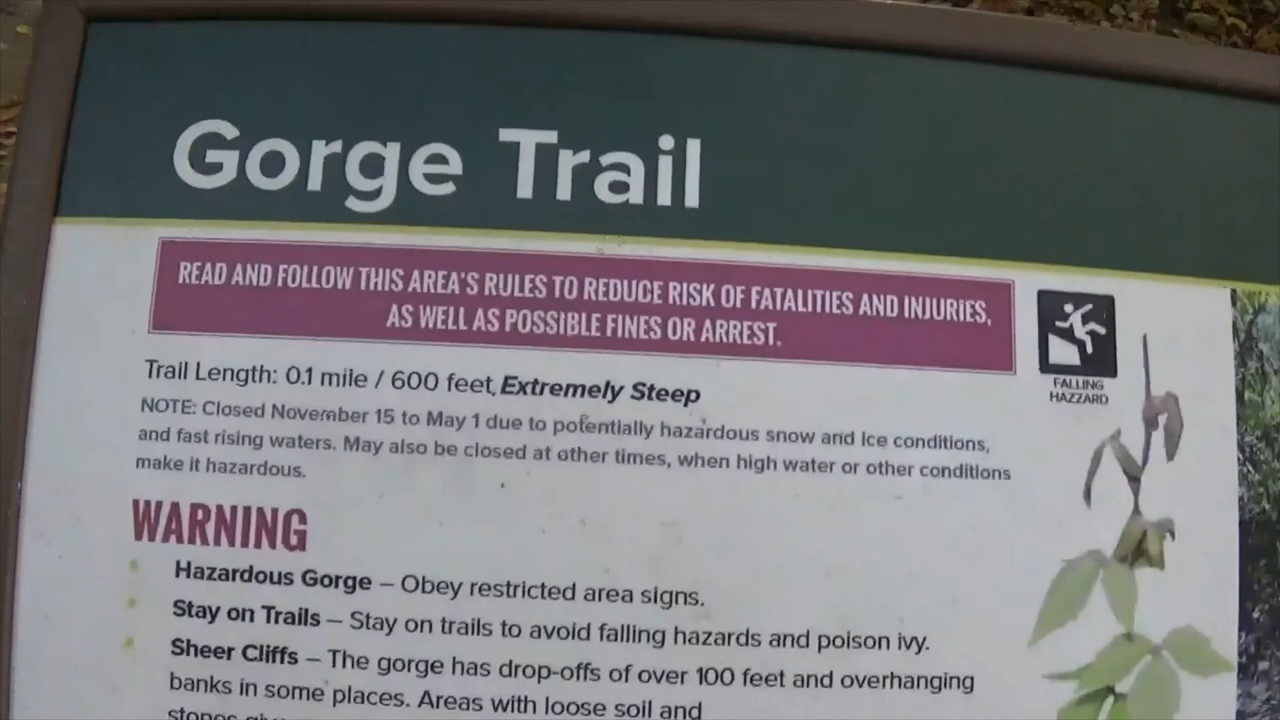 Gorge Trail
READ AND FOLLOW THIS AREA'S RULES TO REDUCE RISK OF FATALITIES AND INJURIES,
AS WELL AS POSSIBLE FINES OR ARREST.
FALLING
HAZZARD
Trail Length: 0.1 mile / 600 feet, Extremely Steep
NOTE: Closed November 15 to May 1 due to potentially hazardous snow and Ice conditions,
and fast rising waters. May also be closed at other times, when high water or other conditions
make it hazardous.
WARNING
Hazardous Gorge – Obey restricted area signs.
Stay on Trails – Stay on trails to avoid falling hazards and poison ivy.
Sheer Cliffs – The gorge has drop-offs of over 100 feet and overhanging
banks in some places. Areas with loose soil and